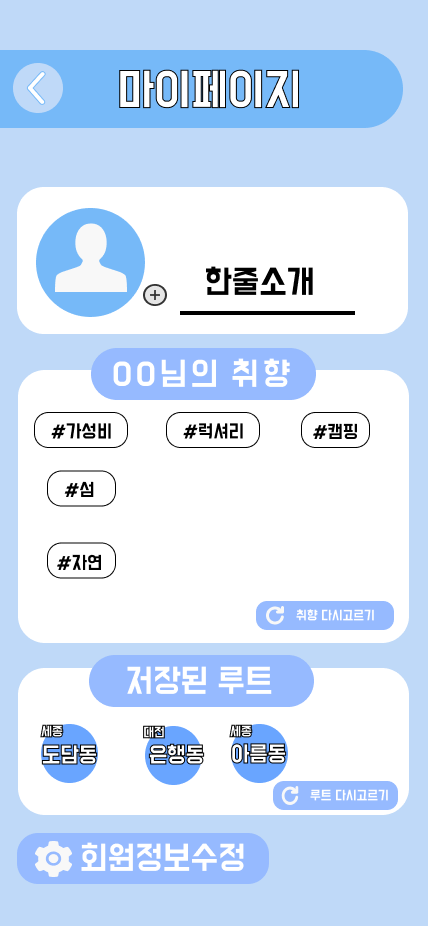 마이페이지
한줄소개
00님의 취향
#가성비 #럭셔리 #캠핑
#섬
#자연
취향 다시고르기
저장된 루트
세종 대전 세종
도담동 은행동 아름동
루트 다시고르기
회원정보수정